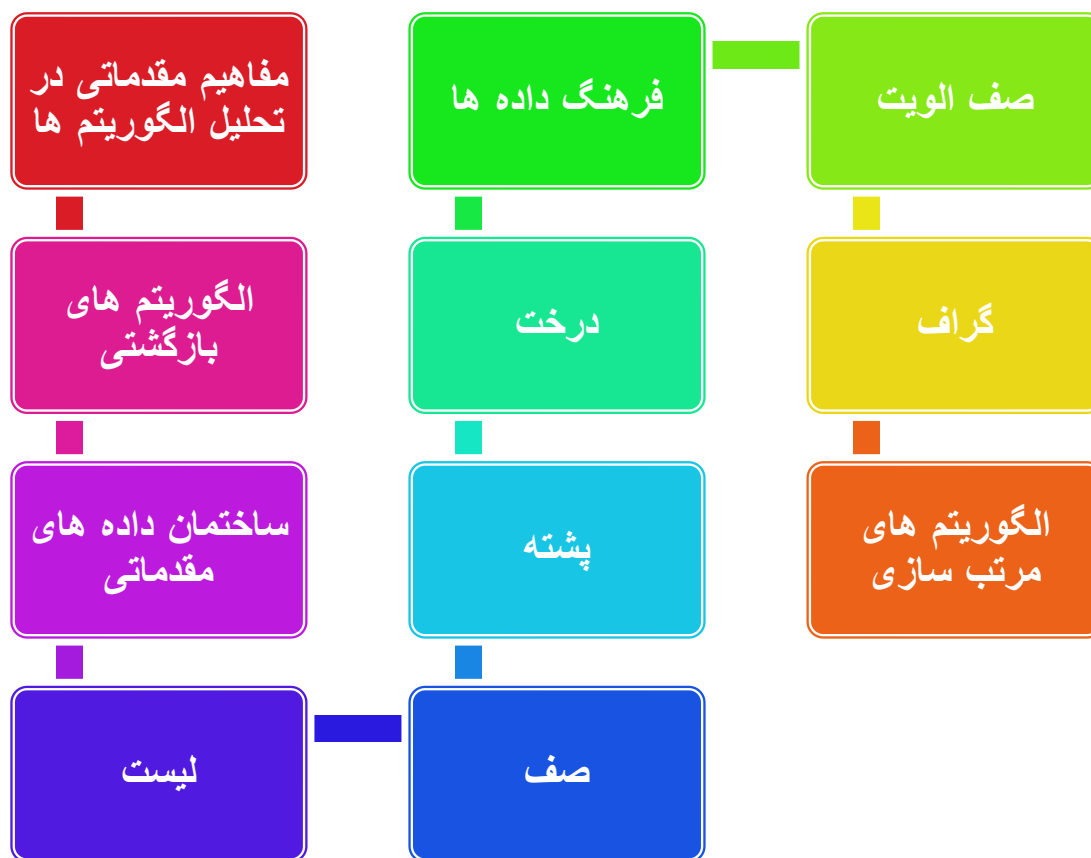 مفاهیم مقدماتی در
تحلیل الگوریتم ها
الگوریتم های
بازگشتی
ساختمان داده های
مقدماتی
لیست
صف
پشته
درخت
فرهنگ داده ها
صف الویت
گراف
الگوریتم های
مرتب سازی